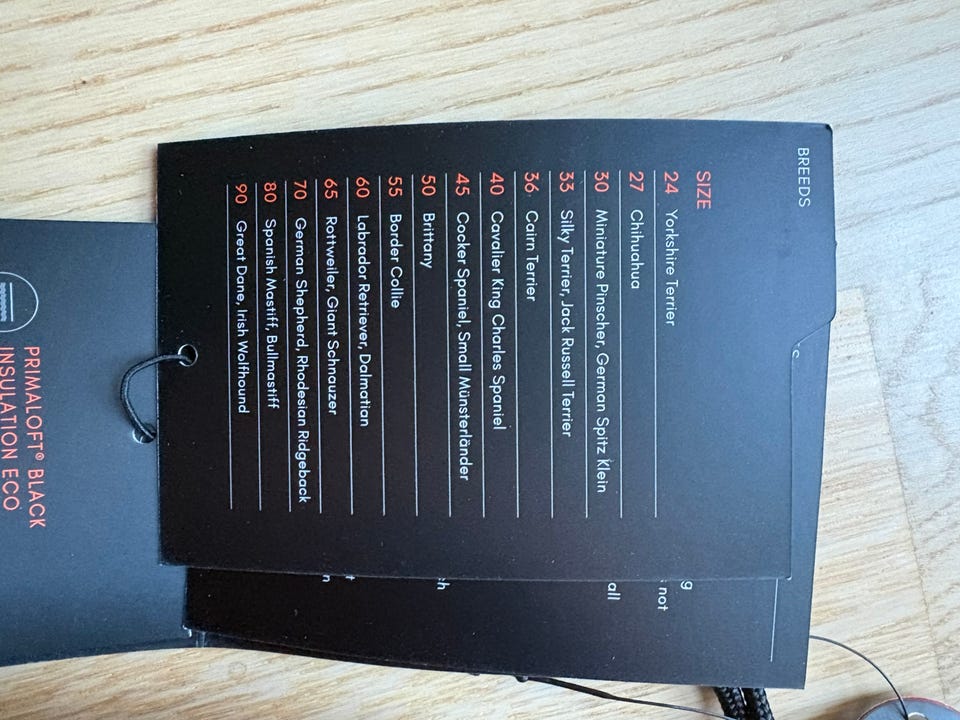 BREEDS
SIZE
24 Yorkshire Terrier
27 Chihuahua
30 Miniature Pinscher, German Spitz Klein
33 Silky Terrier, Jack Russell Terrier
36 Cairn Terrier
40 Cavalier King Charles Spaniel
45 Cocker Spaniel, Small Münsterländer
50 Brittany
55 Border Collie
60 Labrador Retriever, Dalmatian
65 Rottweiler, Giant Schnauzer
70 German Shepherd, Rhodesian Ridgeback
80 Spanish Mastiff, Bullmastiff
90 Great Dane, Irish Wolfhound
PRIMALOFT® BLACK
INSULATION ECO
not
all